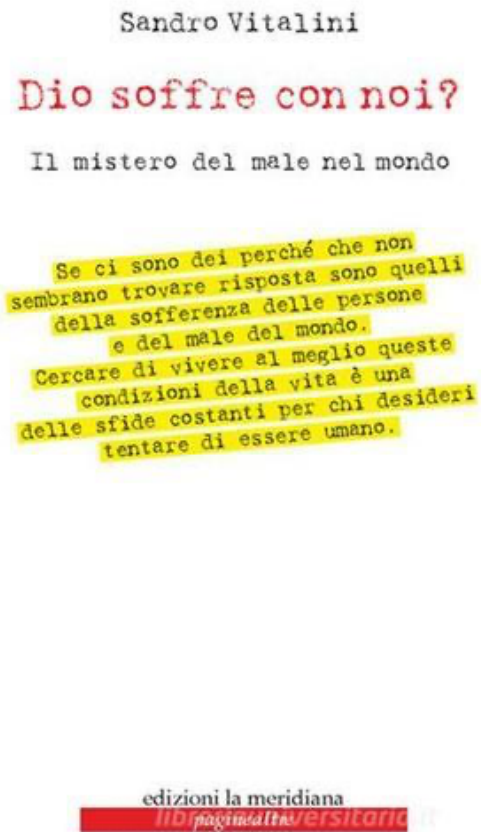 Sandro Vitalini
Dio soffre con noi?
Il mistero del male nel mondo
Se ci sono dei perché che non
sembrano trovare risposta sono quelli
della sofferenza delle persone
e del male del mondo.
Cercare di vivere al meglio queste
condizioni della vita è una
delle sfide costanti per chi desideri
tentare di essere umano.
edizioni la meridiana
paginealtre
libreriauniversitaria.it